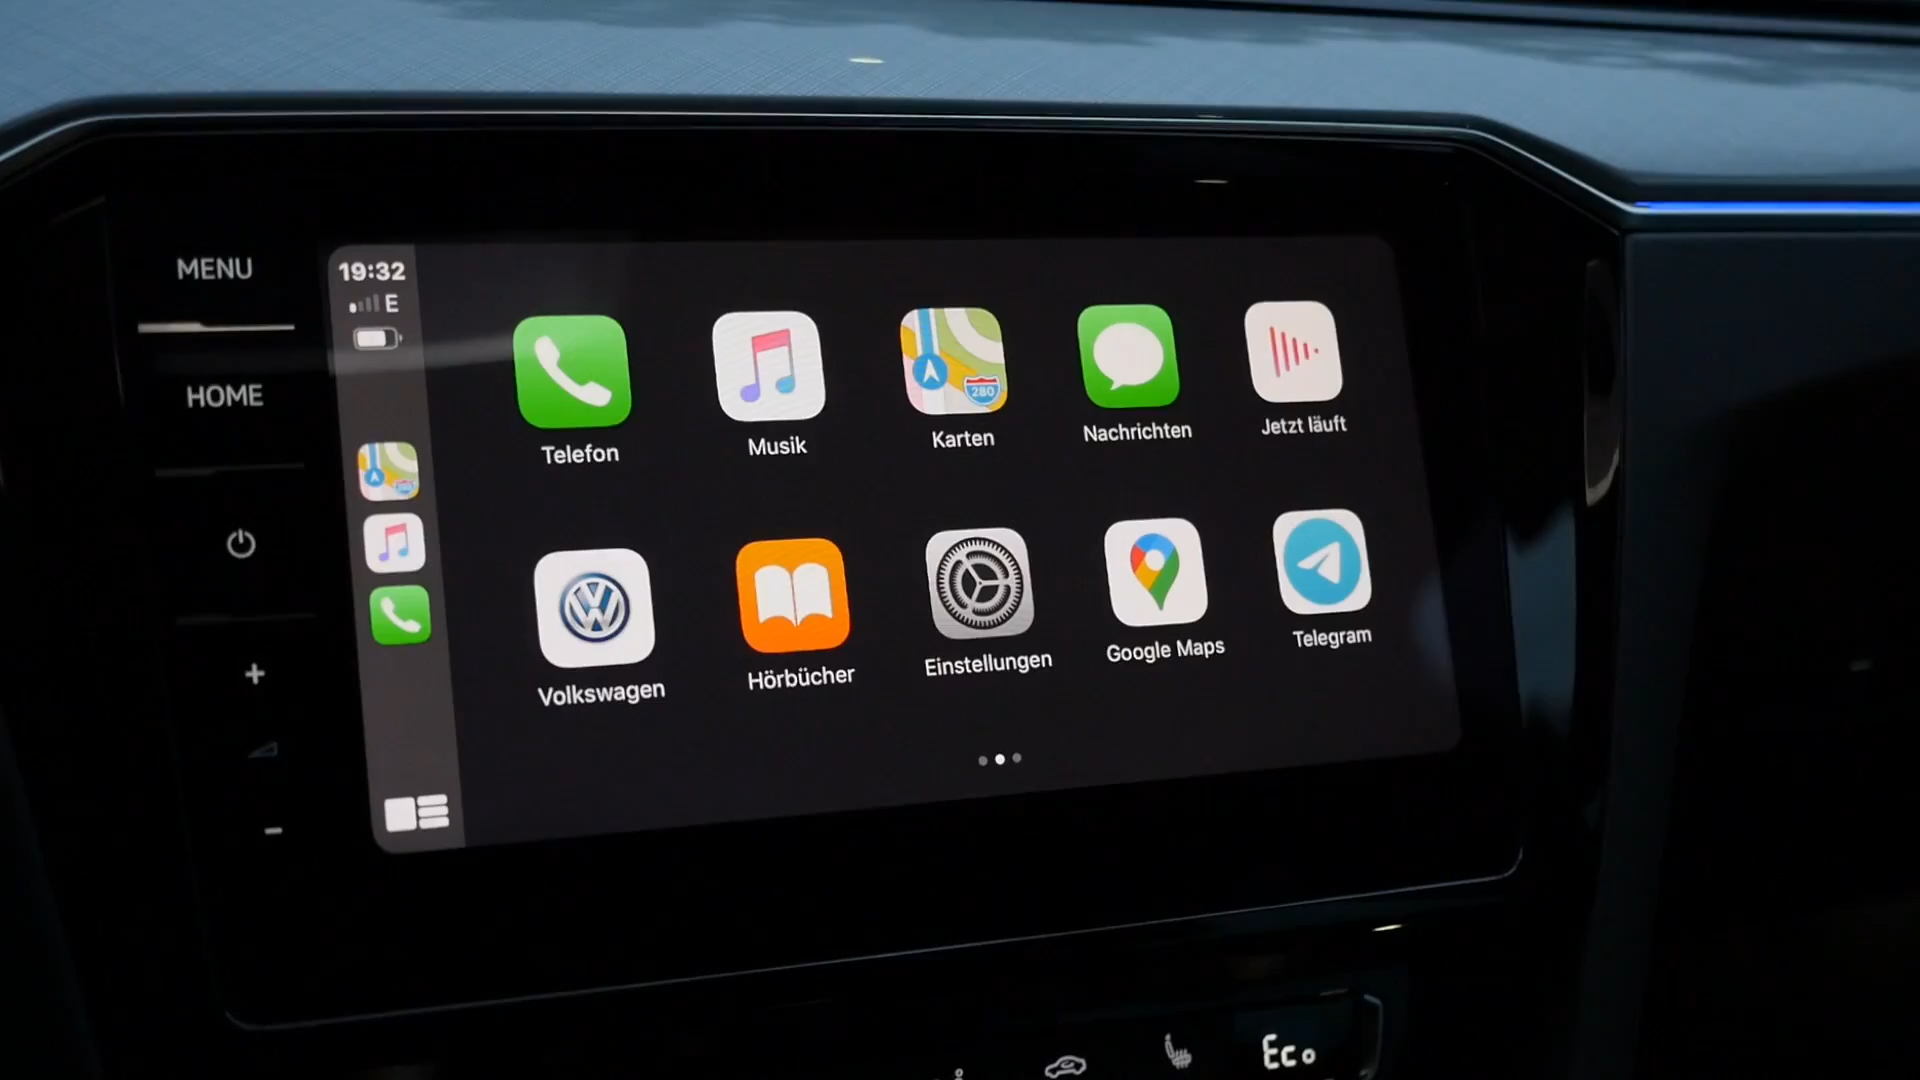 MENU
HOME
19:32
E
280
Telefon
Musik
Karten
Nachrichten
Jetzt läuft
Volkswagen
Hörbücher
Einstellungen
Google Maps
Telegram
Eco